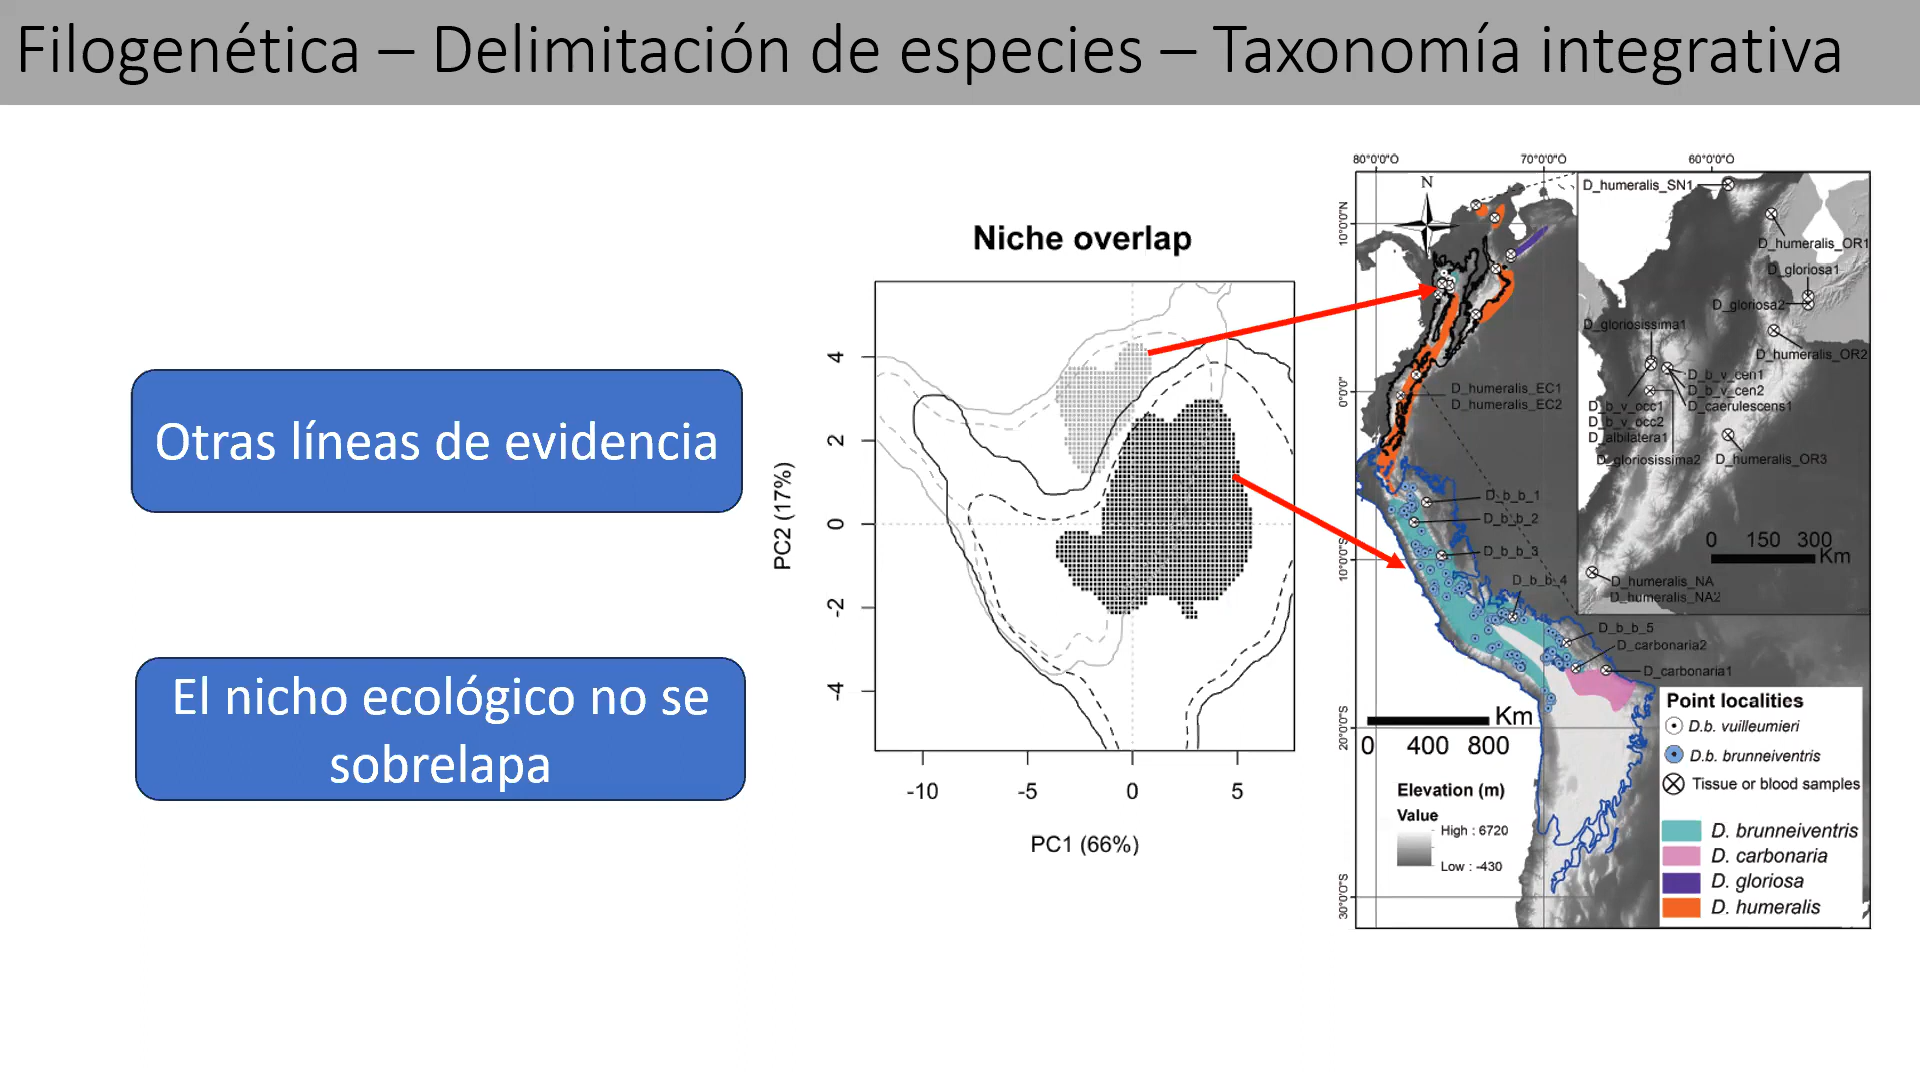 Filogenética – Delimitación de especies – Taxonomía integrativa
Otras líneas de evidencia
El nicho ecológico no se
sobrelapa
Niche overlap
4
2
0
-2
-4
PC2 (17%)
-10
-5
0
5
PC1 (66%)
80°0'0"O
70°0'0"O
60°0'0"O
10°0'0"N
0°0'0"
10°0'0"S
20°0'0"S
30°0'0"S
N
D_humeralis_SN1
D_humeralis_OR1
D_gloriosa1
D_gloriosa2
D_gloriosissima1
D_humeralis_OR2
D_b_v_cen1
D_b_v_cen2
D_caerulescens1
D_b_v_occ1
D_b_v_occ2
D_albilatera1
D_gloriosissima2
D_humeralis_OR3
0 150 300
Km
D_humeralis_NA
D_humeralis_NA2
D_humeralis_EC1
D_humeralis_EC2
D_b_b_1
D_b_b_2
D_b_b_3
D_b_b_4
D_b_b_5
D_carbonaria2
D_carbonaria1
Km
0 400 800
Elevation (m)
Value
High : 6720
Low : -430
Point localities
D.b. vuilleumieri
D.b. brunneiventris
Tissue or blood samples
D. brunneiventris
D. carbonaria
D. gloriosa
D. humeralis